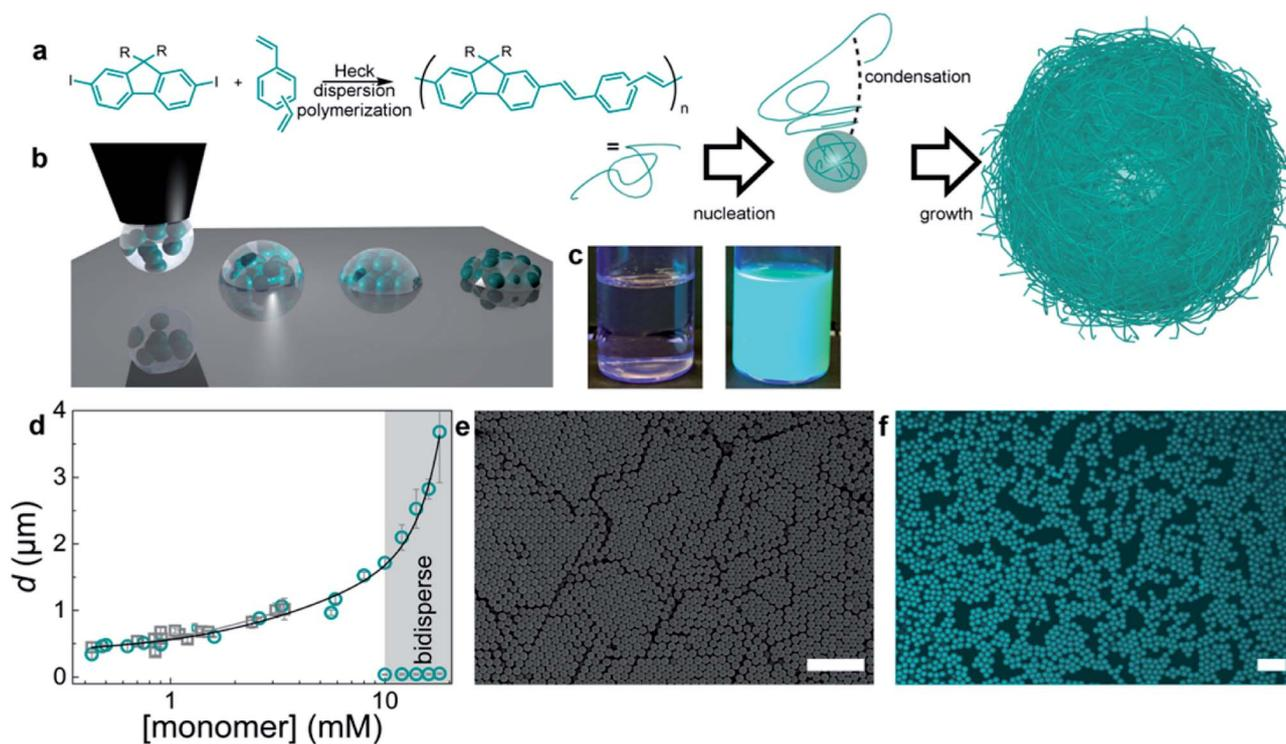 a
R R
I
I
+
Heck
dispersion
polymerization
R R
n
=
nucleation
condensation
growth
b
c
d
d (µm)
4
3
2
1
0
1
10
[monomer] (mM)
bidisperse
e
f